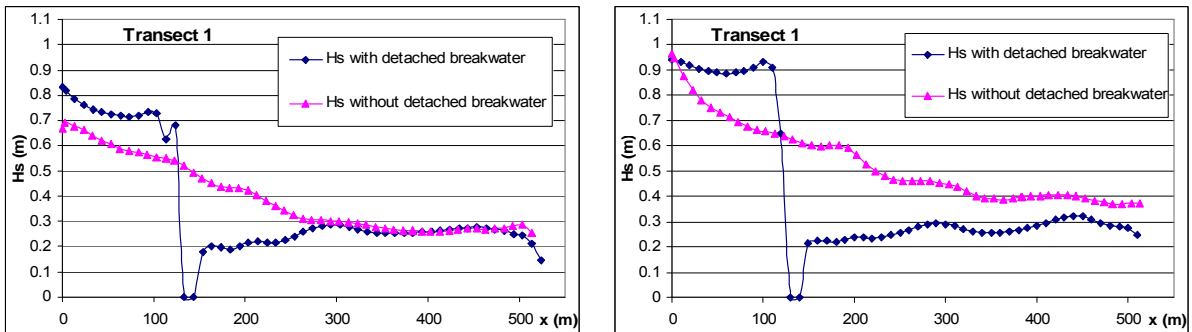 Transect 1
Hs with detached breakwater
Hs without detached breakwater
Hs (m)
1.1
1
0.9
0.8
0.7
0.6
0.5
0.4
0.3
0.2
0.1
0
0 100 200 300 400 500 x (m)
Transect 1
Hs with detached breakwater
Hs without detached breakwater
Hs (m)
1.1
1
0.9
0.8
0.7
0.6
0.5
0.4
0.3
0.2
0.1
0
0 100 200 300 400 500 x (m)